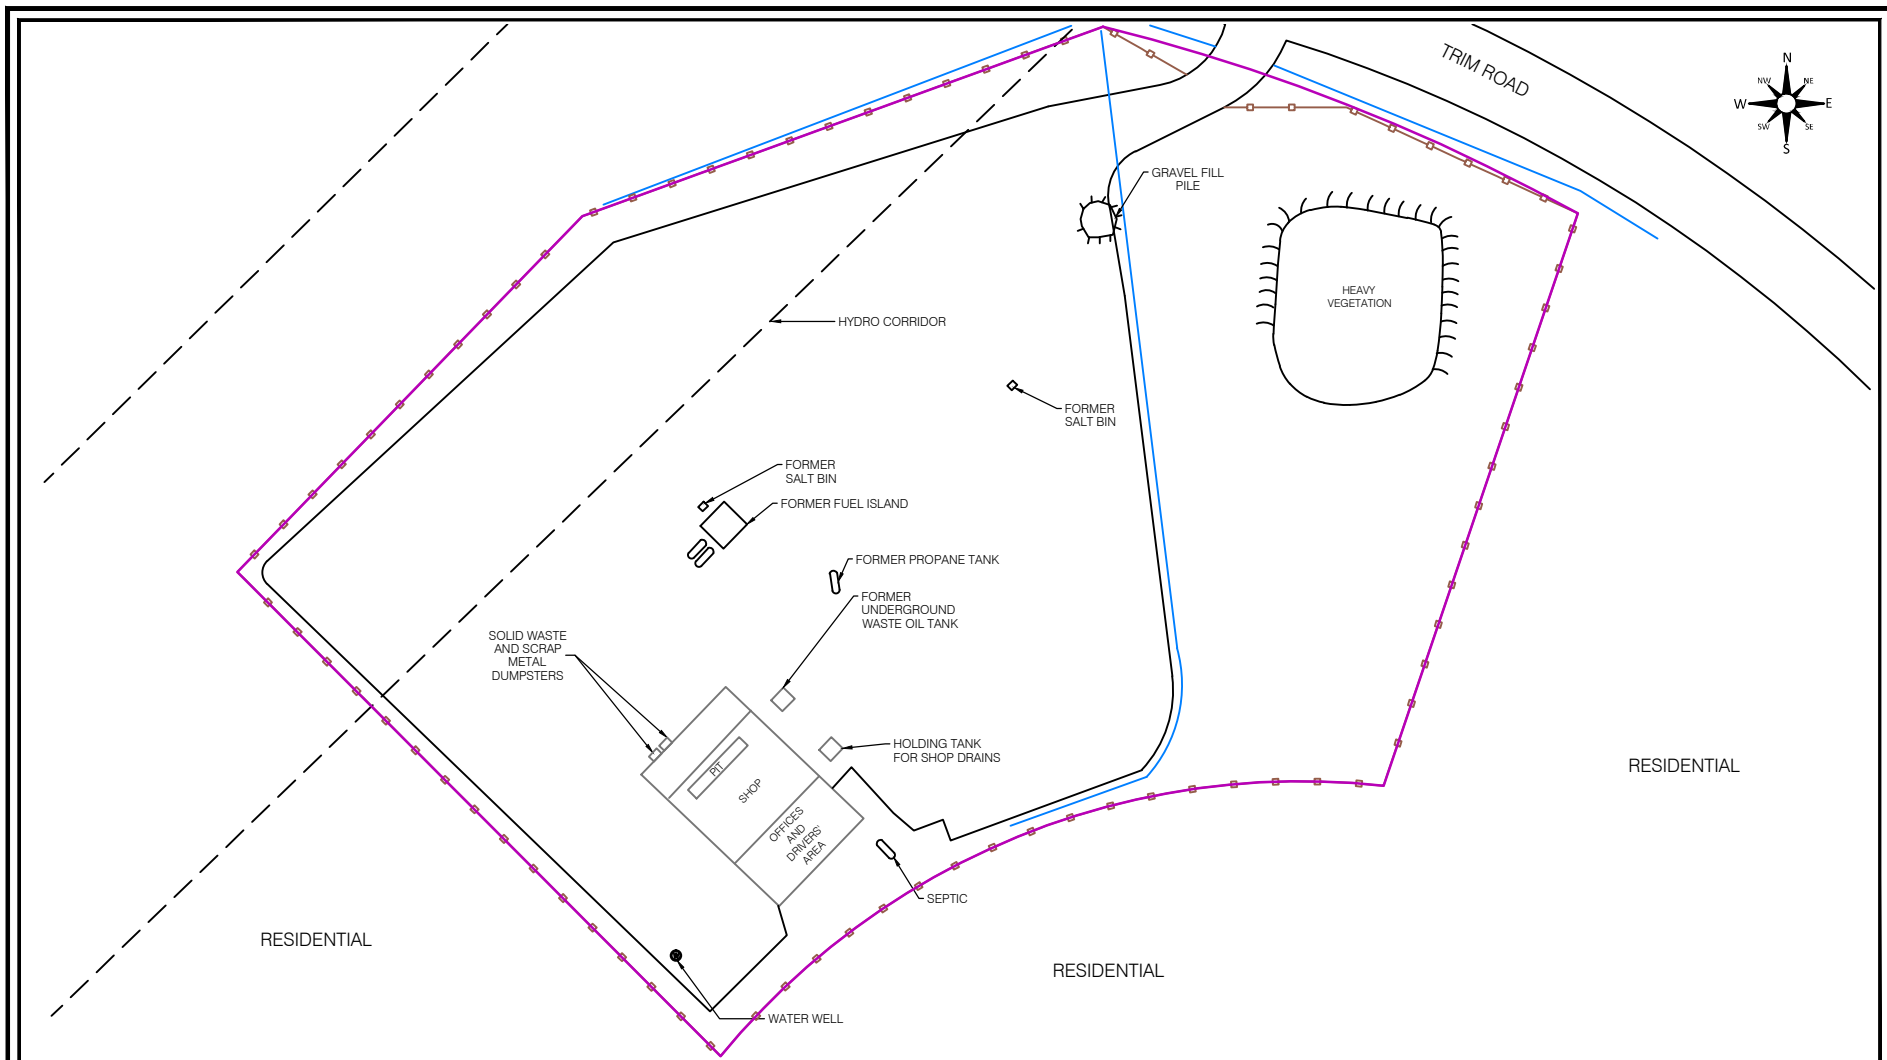 TRIM ROAD
N
NW
NE
W
E
SW
SE
S
GRAVEL FILL
PILE
HEAVY
VEGETATION
HYDRO CORRIDOR
FORMER
SALT BIN
FORMER
SALT BIN
FORMER FUEL ISLAND
FORMER PROPANE TANK
FORMER
UNDERGROUND
WASTE OIL TANK
SOLID WASTE
AND SCRAP
METAL
DUMPSTERS
HOLDING TANK
FOR SHOP DRAINS
PIT
SHOP
OFFICES
AND
DRIVERS'
AREA
SEPTIC
WATER WELL
RESIDENTIAL
RESIDENTIAL
RESIDENTIAL